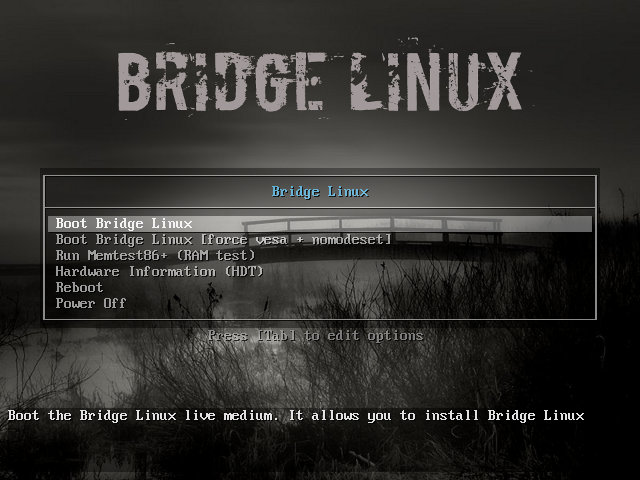 BRIDGE LINUX
Bridge Linux
Boot Bridge Linux
Boot Bridge Linux [force vesa + nomodeset]
Run Memtest86+ (RAM test)
Hardware Information (HDT)
Reboot
Power Off
Press [Tab] to edit options
Boot the Bridge Linux live medium. It allows you to install Bridge Linux